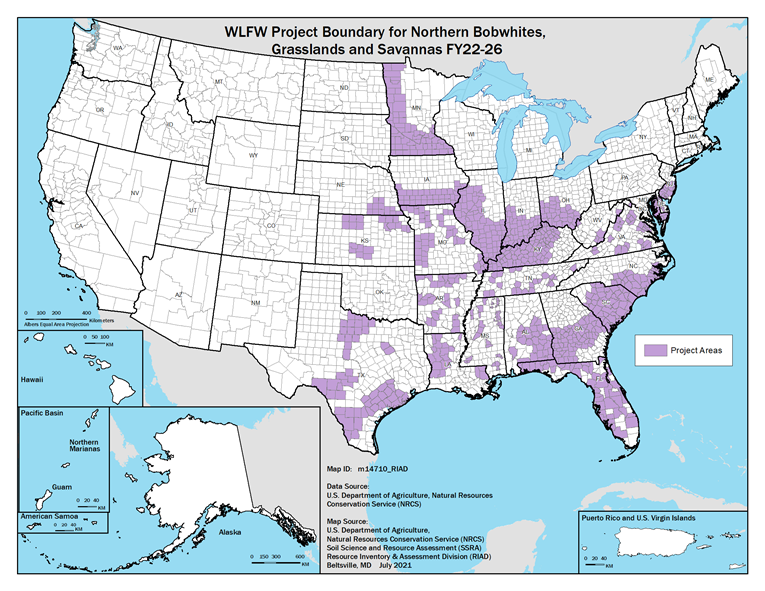 WLFW Project Boundary for Northern Bobwhites,
Grasslands and Savannas FY22-26
WA
MT
ND
MN
ME
OR
ID
SD
WI
MI
VT
NH
NY
MA
CT
WY
NE
IA
PA
NV
UT
CO
KS
MO
IN
OH
WV
VA
MD
KY
CA
AZ
NM
OK
AR
TN
NC
SC
MS
AL
GA
TX
FL
0 100 200 400
Kilometers
Albers Equal Area Projection
0 50 100
KM
Hawaii
Pacific Basin
Northern
Marianas
Guam
0 20 40
KM
American Samoa
0 20 40
KM
Alaska
0 250 300 600
KM
Project Areas
Map ID: m14710_RIAD
Data Source:
U.S. Department of Agriculture, Natural Resources
Conservation Service (NRCS)
Map Source:
U.S. Department of Agriculture,
Natural Resources Conservation Service (NRCS)
Soil Science and Resource Assessment (SSRA)
Resource Inventory & Assessment Division (RIAD)
Beltsville, MD July 2021
Puerto Rico and U.S. Virgin Islands
0 20 40
KM